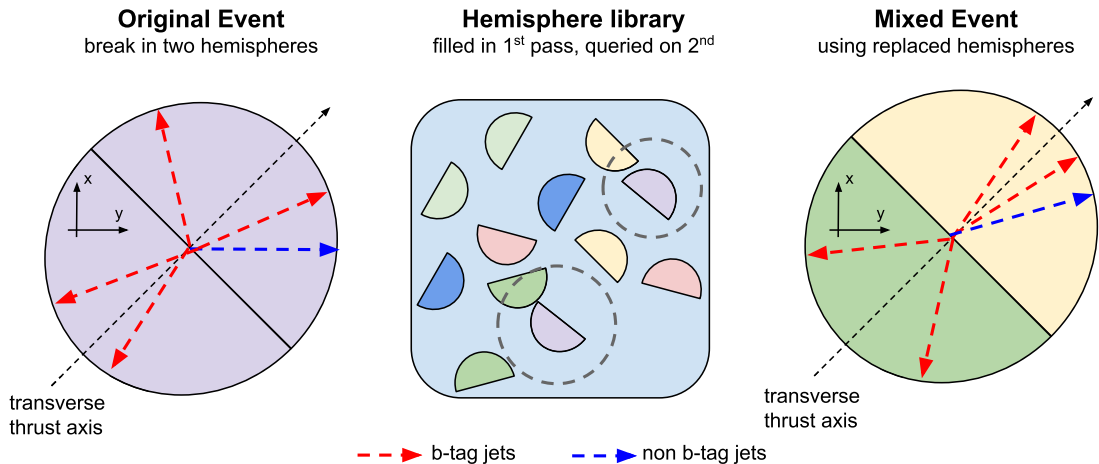 Original Event
break in two hemispheres
Hemisphere library
filled in 1st pass, queried on 2nd
Mixed Event
using replaced hemispheres
x
y
transverse
thrust axis
x
y
transverse
thrust axis
b-tag jets
non b-tag jets